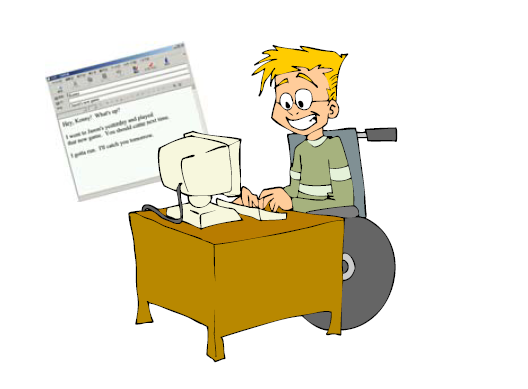 Hey, Kenny! What's up?
I went to Jason's yesterday and played
that new game. You should come next time.
I gotta run. I'll catch you tomorrow.